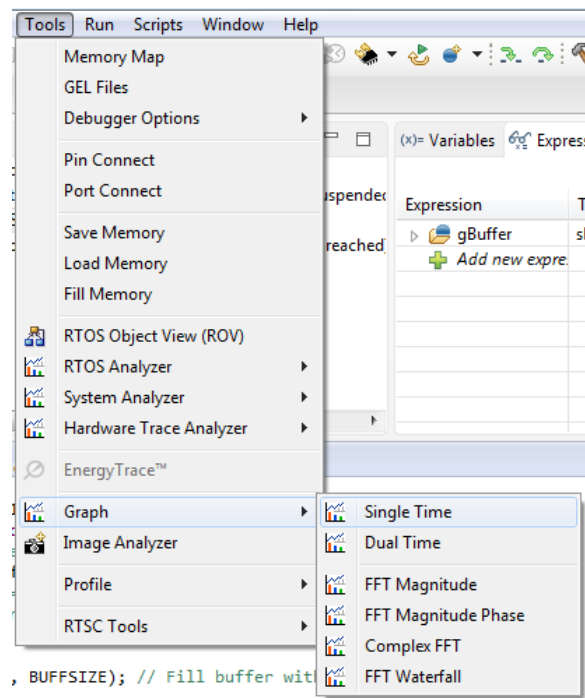 Tools Run Scripts Window Help
Memory Map
GEL Files
Debugger Options
Pin Connect
Port Connect
Save Memory
Load Memory
Fill Memory
RTOS Object View (ROV)
RTOS Analyzer
System Analyzer
Hardware Trace Analyzer
EnergyTrace™
Graph
Image Analyzer
Profile
RTSC Tools
(x)= Variables Expres
Expression T
gBuffer
Add new expre
reached
Single Time
Dual Time
FFT Magnitude
FFT Magnitude Phase
Complex FFT
FFT Waterfall
, BUFFSIZE); // Fill buffer wit